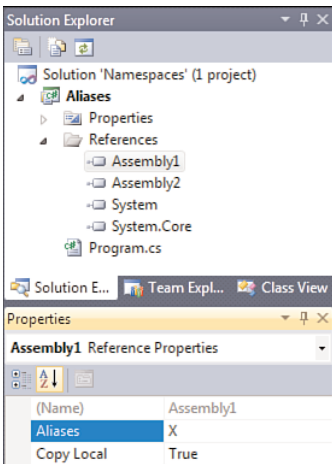 Solution Explorer
Solution 'Namespaces' (1 project)
Aliases
Properties
References
Assembly1
Assembly2
System
System.Core
Program.cs
Solution E... Team Expl... Class View
Properties
Assembly1 Reference Properties
(Name) Assembly1
Aliases X
Copy Local True